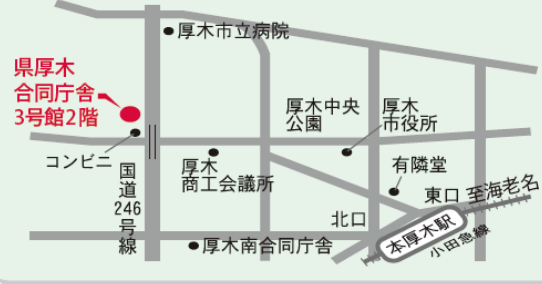 厚木市立病院
県厚木
合同庁舎
3号館2階
コンビニ
国道
246
号線
厚木
商工会議所
厚木中央
公園
厚木
市役所
有隣堂
東口
至海老名
北口
本厚木駅
小田急線
厚木南合同庁舎